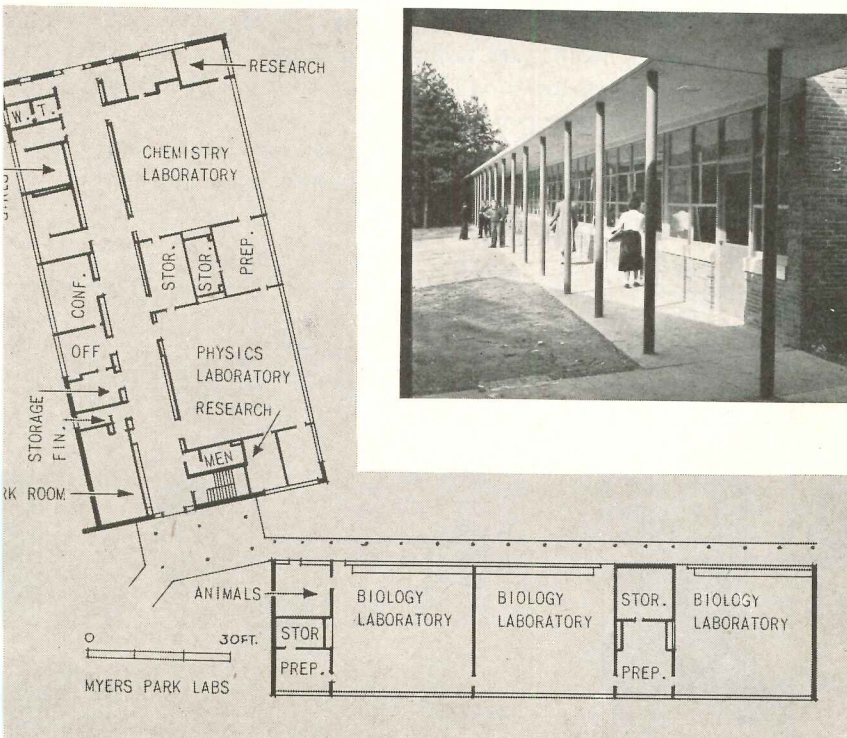 RESEARCH
W. T.
CHEMISTRY
LABORATORY
STOR.
STOR.
PREP.
CONF.
OFF
PHYSICS
LABORATORY
RESEARCH
STORAGE
FIN.
MEN
ROOM
ANIMALS
BIOLOGY
LABORATORY
BIOLOGY
LABORATORY
STOR.
BIOLOGY
LABORATORY
STOR
PREP.
PREP.
0 30FT.
MYERS PARK LABS